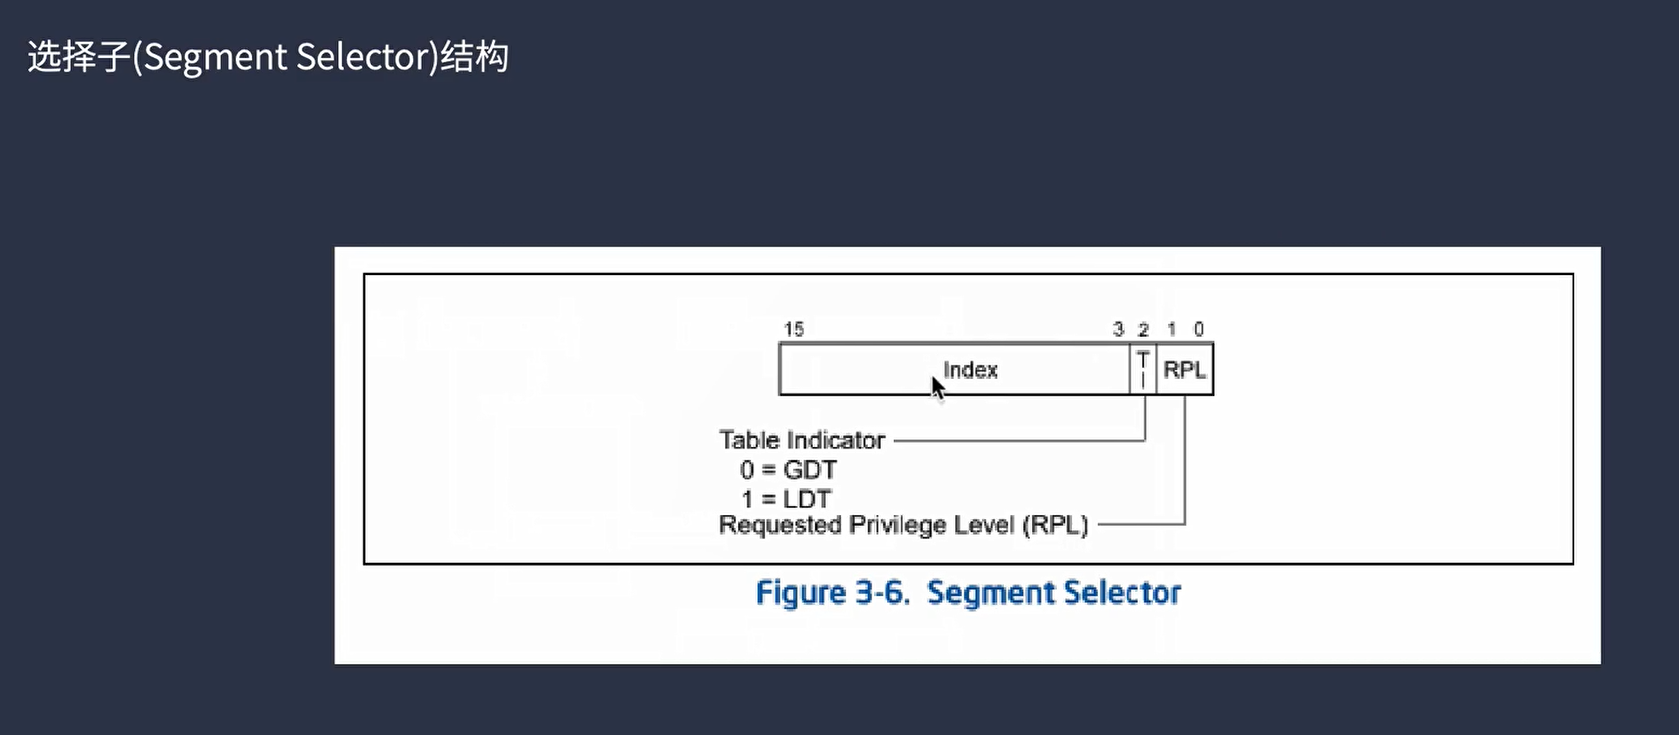 选择子(Segment Selector)结构
15 3 2 1 0
Index TI RPL
Table Indicator
0 = GDT
1 = LDT
Requested Privilege Level (RPL)
Figure 3-6. Segment Selector